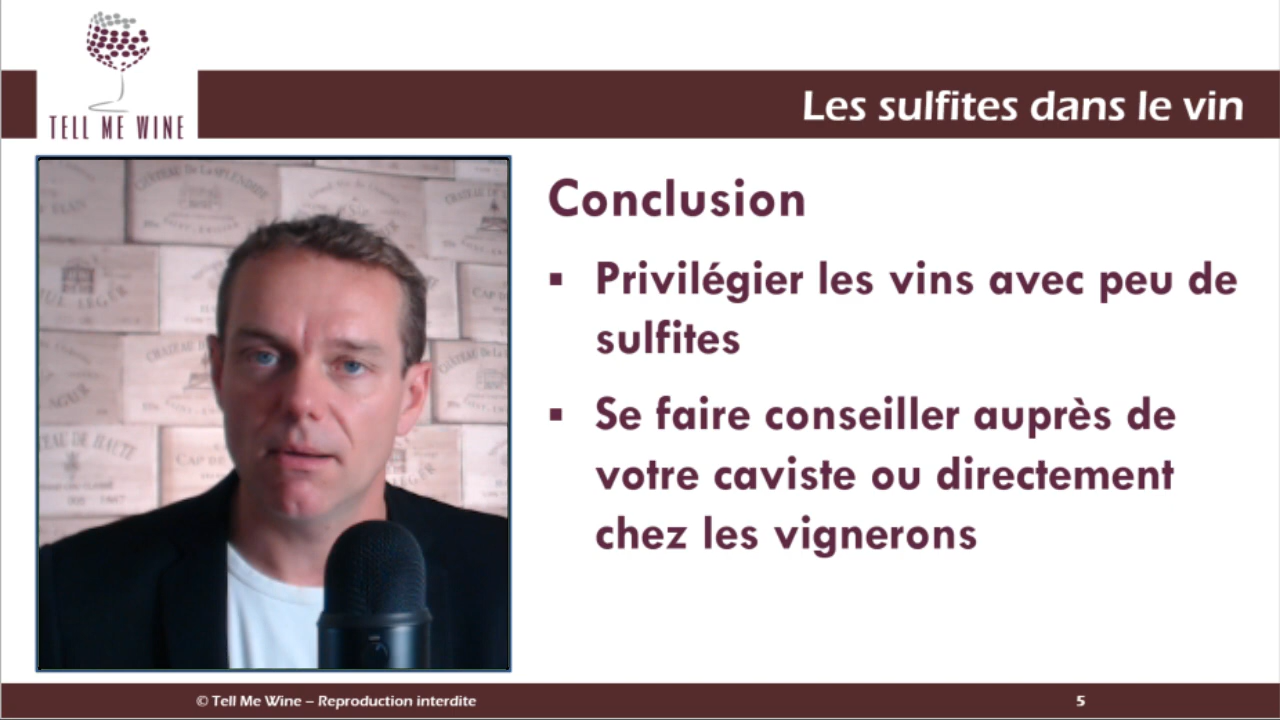 TELL ME WINE
Les sulfites dans le vin
Conclusion
▪ Privilégier les vins avec peu de
sulfites
▪ Se faire conseiller auprès de
votre caviste ou directement
chez les vignerons
© Tell Me Wine – Reproduction interdite
5